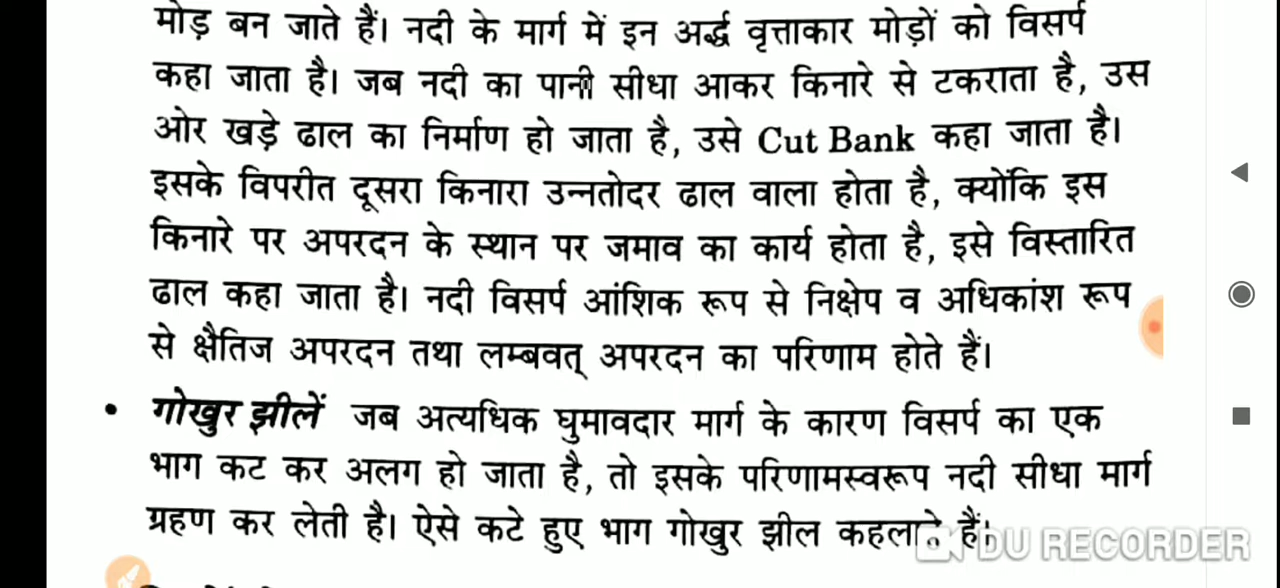 मोड़ बन जाते हैं। नदी के मार्ग में इन अर्द्ध वृत्ताकार मोड़ों को विसर्प
कहा जाता है। जब नदी का पानी सीधा आकर किनारे से टकराता है, उस
ओर खड़े ढाल का निर्माण हो जाता है, उसे Cut Bank कहा जाता है।
इसके विपरीत दूसरा किनारा उन्नतोदर ढाल वाला होता है, क्योंकि इस
किनारे पर अपरदन के स्थान पर जमाव का कार्य होता है, इसे विस्तारित
ढाल कहा जाता है। नदी विसर्प आंशिक रूप से निक्षेप व अधिकांश रूप
से क्षैतिज अपरदन तथा लम्बवत् अपरदन का परिणाम होते हैं।
• गोखुर झीलें जब अत्यधिक घुमावदार मार्ग के कारण विसर्प का एक
भाग कट कर अलग हो जाता है, तो इसके परिणामस्वरूप नदी सीधा मार्ग
ग्रहण कर लेती है। ऐसे कटे हुए भाग गोखुर झील कहलाते हैं।
DU RECORDER